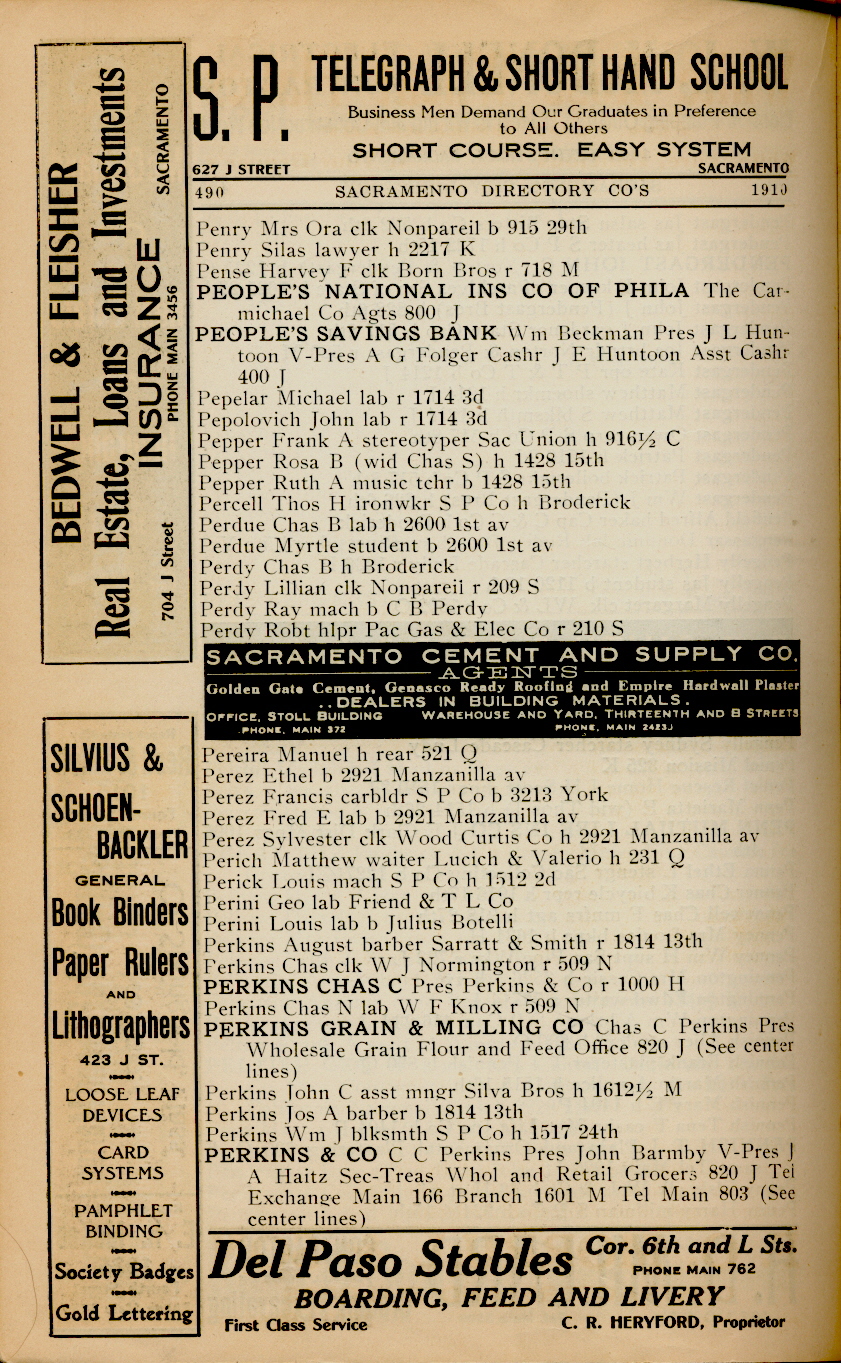 BEDWELL & FLEISHER
Real Estate, Loans and Investments
INSURANCE
704 J Street PHONE MAIN 3456 SACRAMENTO
S. P. TELEGRAPH & SHORT HAND SCHOOL
Business Men Demand Our Graduates in Preference
to All Others
SHORT COURSE. EASY SYSTEM
627 J STREET SACRAMENTO
490 SACRAMENTO DIRECTORY CO'S 1910
Penry Mrs Ora clk Nonpareil b 915 29th
Penry Silas lawyer h 2217 K
Pense Harvey F clk Born Bros r 718 M
PEOPLE'S NATIONAL INS CO OF PHILA The Car-
michael Co Agts 800 J
PEOPLE'S SAVINGS BANK Wm Beckman Pres J L Hun-
toon V-Pres A G Folger Cashr J E Huntoon Asst Cashr
400 J
Pepelar Michael lab r 1714 3d
Pepolovich John lab r 1714 3d
Pepper Frank A stereotyper Sac Union h 916½ C
Pepper Rosa B (wid Chas S) h 1428 15th
Pepper Ruth A music tchr b 1428 15th
Percell Thos H ironwkr S P Co h Broderick
Perdue Chas B lab h 2600 1st av
Perdue Myrtle student b 2600 1st av
Perdy Chas B h Broderick
Perdy Lillian clk Nonpareil r 209 S
Perdy Ray mach b C B Perdy
Perdy Robt hlpr Pac Gas & Elec Co r 210 S
SACRAMENTO CEMENT AND SUPPLY CO.
AGENTS
Golden Gate Cement, Genasco Ready Roofing and Empire Hardwall Plaster
..DEALERS IN BUILDING MATERIALS.
OFFICE, STOLL BUILDING WAREHOUSE AND YARD, THIRTEENTH AND B STREETS
PHONE, MAIN 372 PHONE, MAIN 2423J
Pereira Manuel h rear 521 Q
Perez Ethel b 2921 Manzanilla av
Perez Francis carbldr S P Co b 3213 York
Perez Fred E lab b 2921 Manzanilla av
Perez Sylvester clk Wood Curtis Co h 2921 Manzanilla av
Perich Matthew waiter Lucich & Valerio h 231 Q
Perick Louis mach S P Co h 1512 2d
Perini Geo lab Friend & T L Co
Perini Louis lab b Julius Botelli
Perkins August barber Sarratt & Smith r 1814 13th
Perkins Chas clk W J Normington r 509 N
PERKINS CHAS C Pres Perkins & Co r 1000 H
Perkins Chas N lab W F Knox r 509 N
PERKINS GRAIN & MILLING CO Chas C Perkins Pres
Wholesale Grain Flour and Feed Office 820 J (See center
lines)
Perkins John C asst mngr Silva Bros h 1612½ M
Perkins Jos A barber b 1814 13th
Perkins Wm J blksmth S P Co h 1517 24th
PERKINS & CO C C Perkins Pres John Barmby V-Pres J
A Haitz Sec-Treas Whol and Retail Grocers 820 J Tel
Exchange Main 166 Branch 1601 M Tel Main 803 (See
center lines)
SILVIUS &
SCHOEN-
BACKLER
GENERAL
Book Binders
Paper Rulers
AND
Lithographers
423 J ST.
LOOSE LEAF
DEVICES
CARD
SYSTEMS
PAMPHLET
BINDING
Society Badges
Gold Lettering
Del Paso Stables Cor. 6th and L Sts.
PHONE MAIN 762
BOARDING, FEED AND LIVERY
First Class Service C. R. HERYFORD, Proprietor